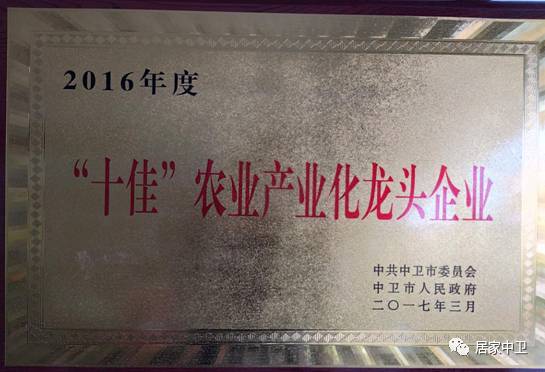 2016年度
“十佳”农业产业化龙头企业
中共中卫市委员会
中卫市人民政府
二〇一七年三月
居家中卫